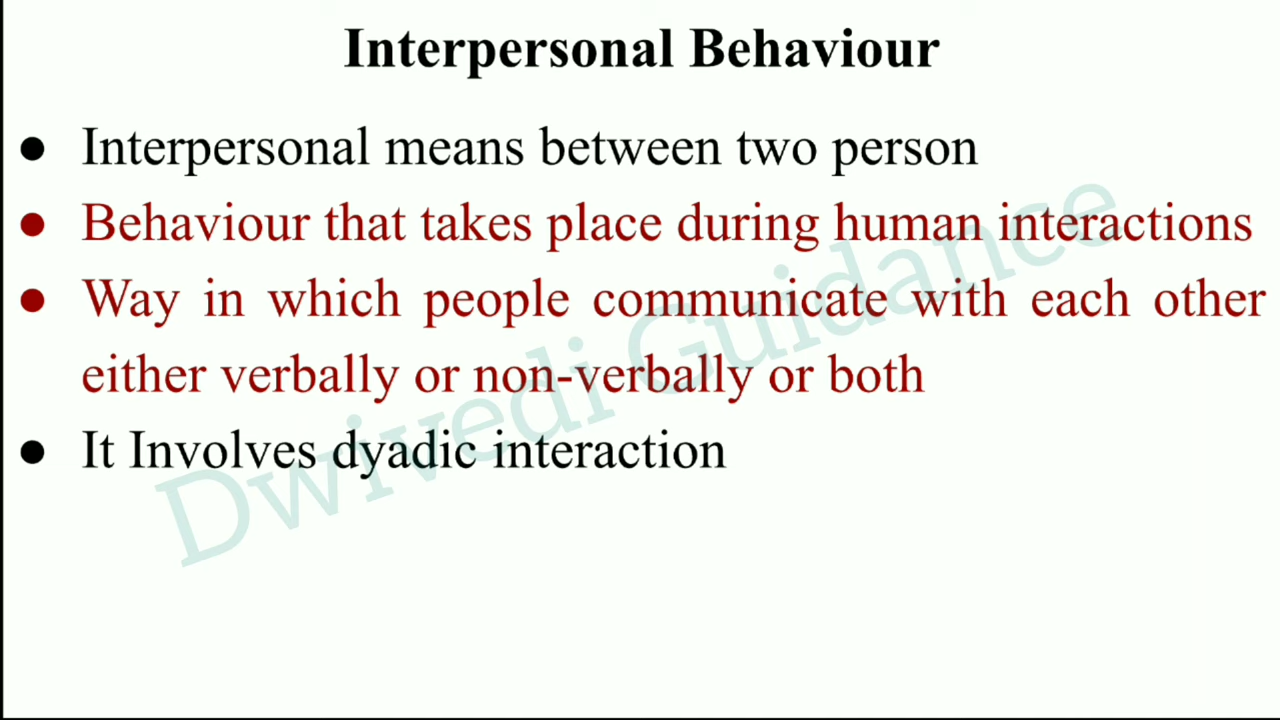 Interpersonal Behaviour
● Interpersonal means between two person
● Behaviour that takes place during human interactions
● Way in which people communicate with each other
either verbally or non-verbally or both
● It Involves dyadic interaction
Dwivedi Guidance